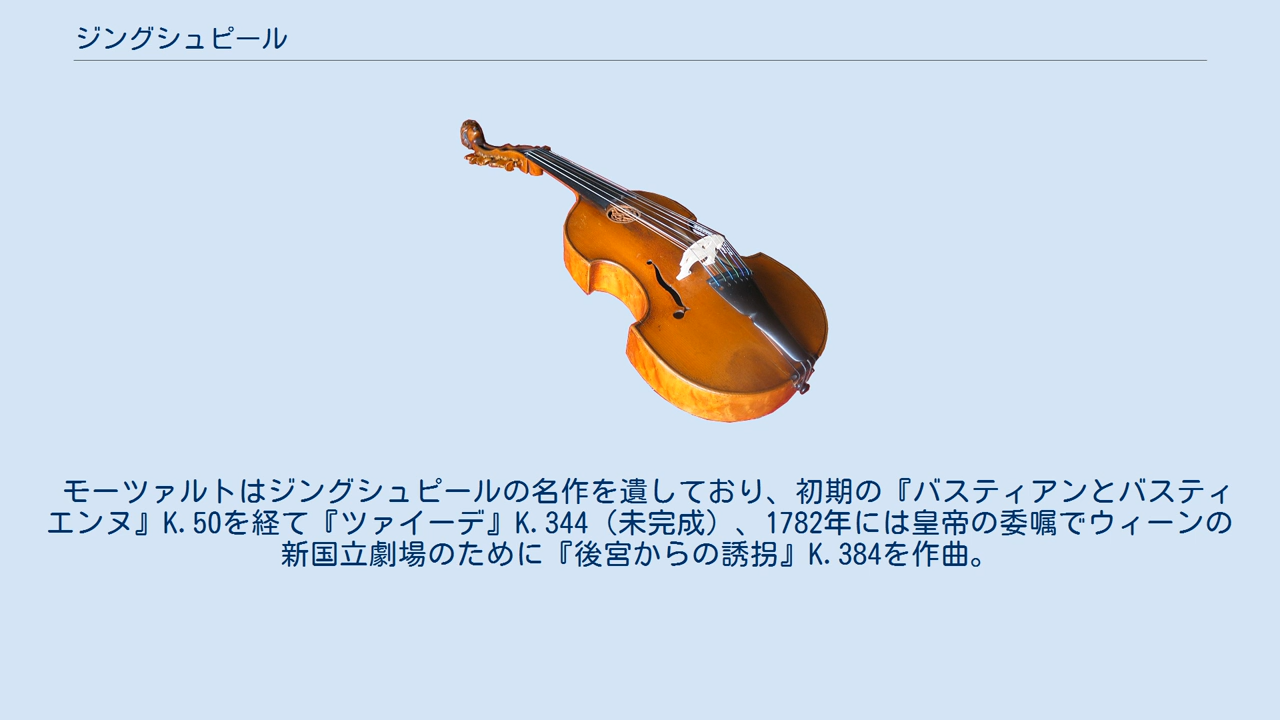 ジングシュピール
モーツァルトはジングシュピールの名作を遺しており、初期の『バスティアンとバスティ
エンヌ』K.50を経て『ツァイーデ』K.344（未完成）、1782年には皇帝の委嘱でウィーンの
新国立劇場のために『後宮からの誘拐』K.384を作曲。